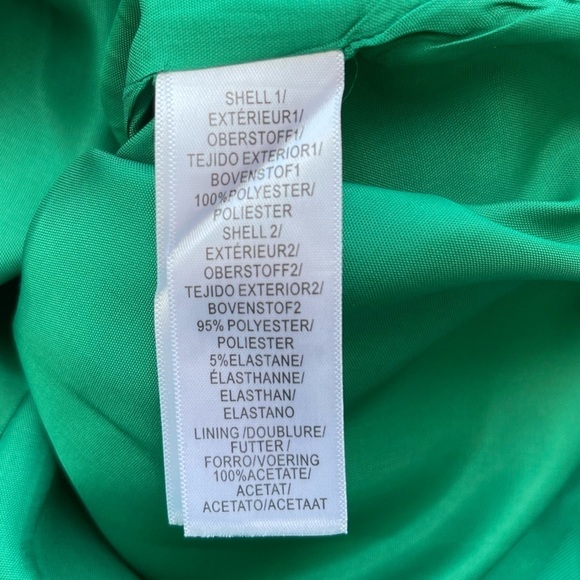 SHELL 1/
EXTÉRIEUR1/
OBERSTOFF1/
TEJIDO EXTERIOR1/
BOVENSTOF1
100%POLYESTER/
POLIESTER
SHELL 2/
EXTÉRIEUR2/
OBERSTOFF2/
TEJIDO EXTERIOR2/
BOVENSTOF2
95% POLYESTER/
POLIESTER
5%ELASTANE/
ÉLASTHANNE/
ELASTHAN/
ELASTANO
LINING/DOUBLURE/
FUTTER/
FORRO/VOERING
100%ACETATE/
ACETAT/
ACETATO/ACETAAT